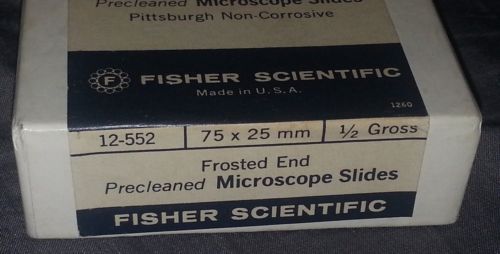 Precleaned Microscope Slides
Pittsburgh Non-Corrosive
F FISHER SCIENTIFIC
Made in U.S.A.
1260
12-552 75 x 25 mm 1/2 Gross
Frosted End
Precleaned Microscope Slides
FISHER SCIENTIFIC